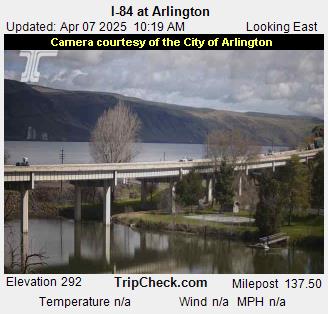 I-84 at Arlington
Updated: Apr 07 2025 10:19 AM Looking East
Camera courtesy of the City of Arlington
Elevation 292 TripCheck.com Milepost 137.50
Temperature n/a Wind n/a MPH n/a